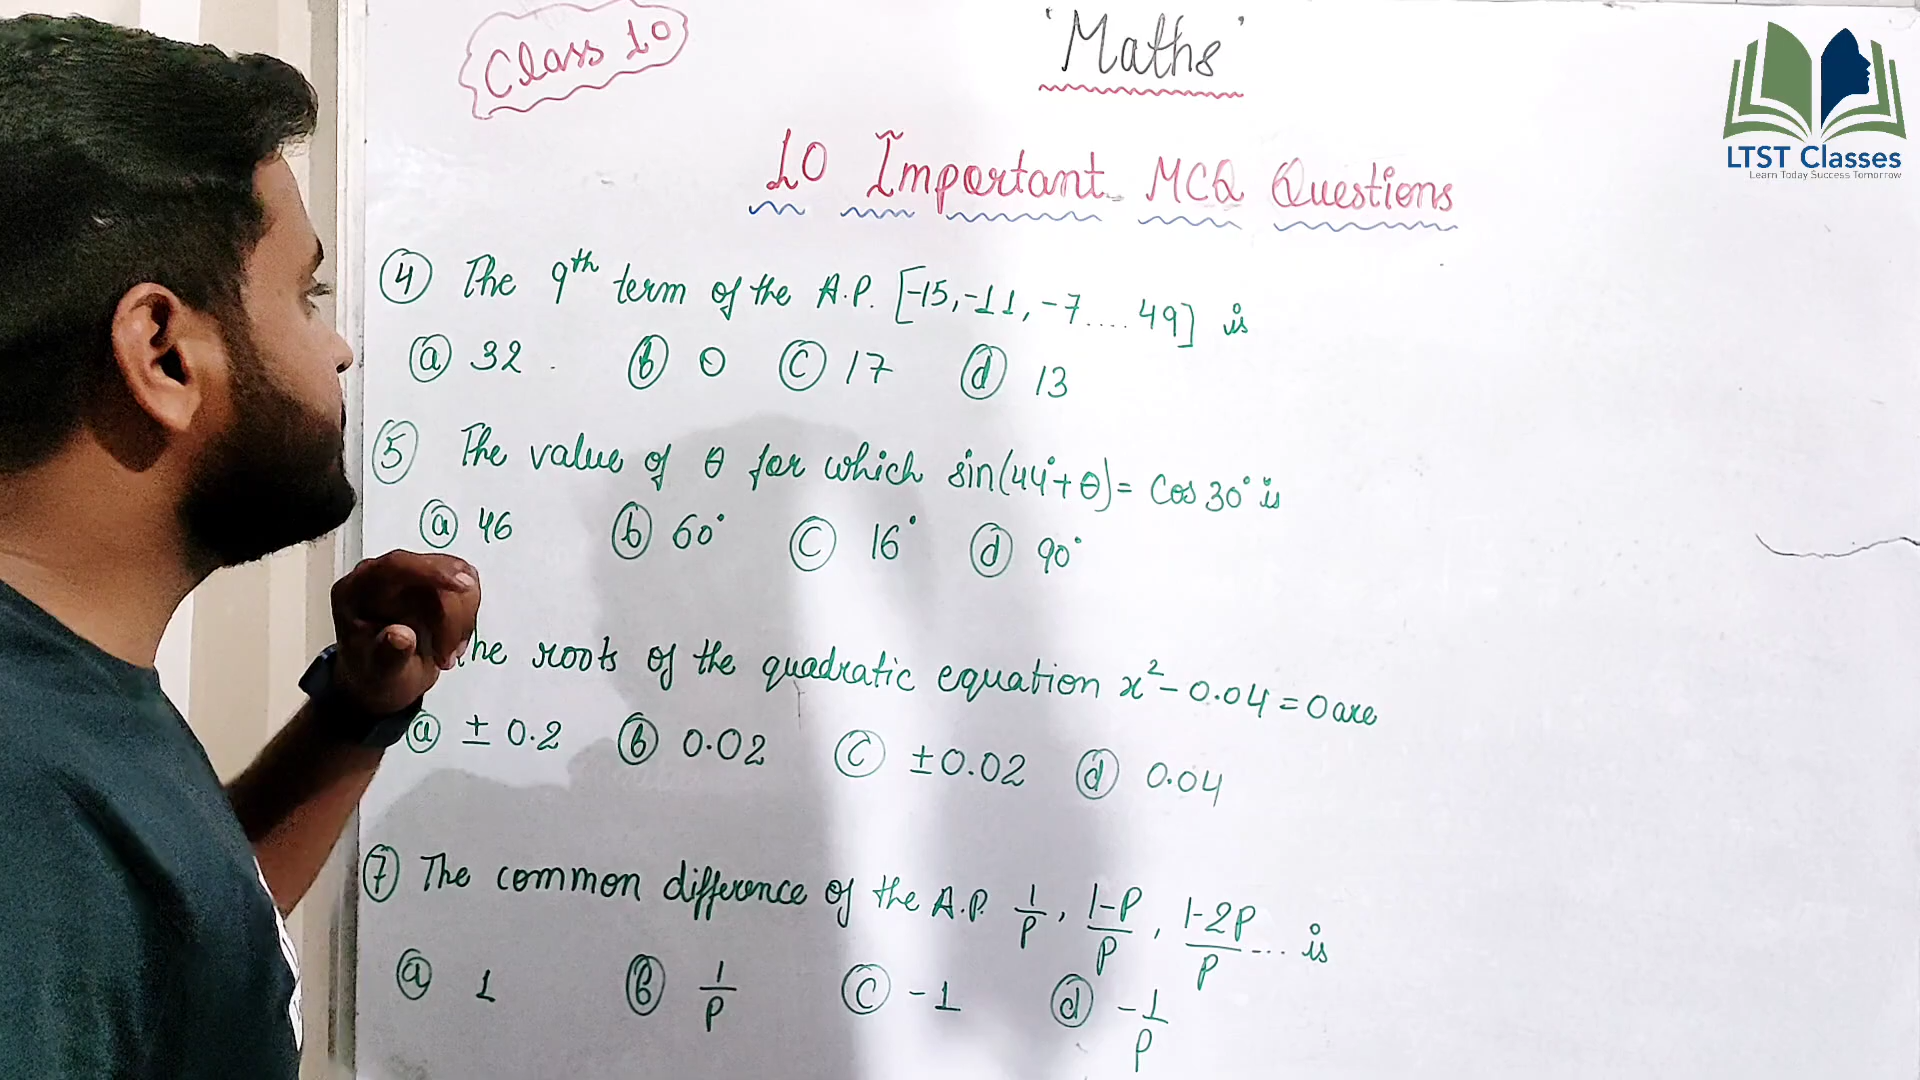 Class 10
'Maths'
LTST Classes
Learn Today Success Tomorrow
10 Important MCQ Questions
4 The 9th term of the A.P. [-15, -11, -7 .... 49] is
a 32 b 0 c 17 d 13
5 The value of θ for which sin(44°+θ) = Cos 30° is
a 46 b 60° c 16° d 90°
the roots of the quadratic equation x² - 0.04 = 0 are
a ± 0.2 b 0.02 c ±0.02 d 0.04
7 The common difference of the A.P. 1/P, 1-P/P, 1-2P/P ... is
a 1 b 1/P c -1 d -1/P